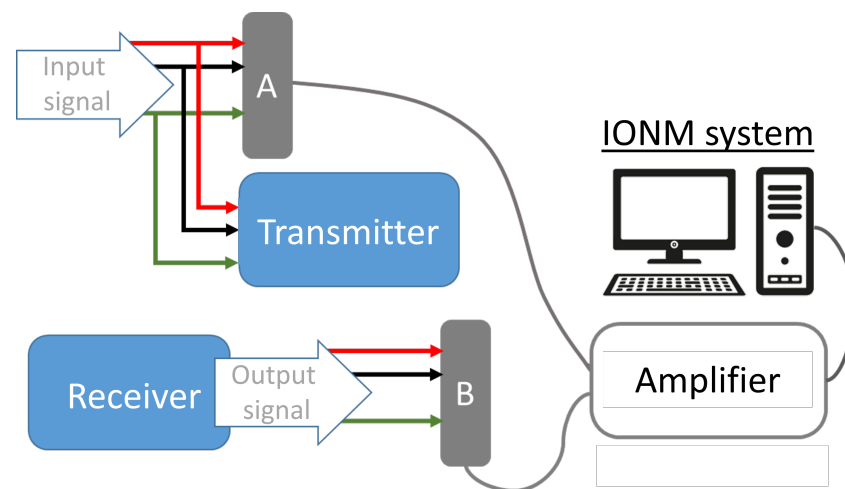 Input
signal
A
IONM system
Transmitter
Receiver
Output
signal
B
Amplifier